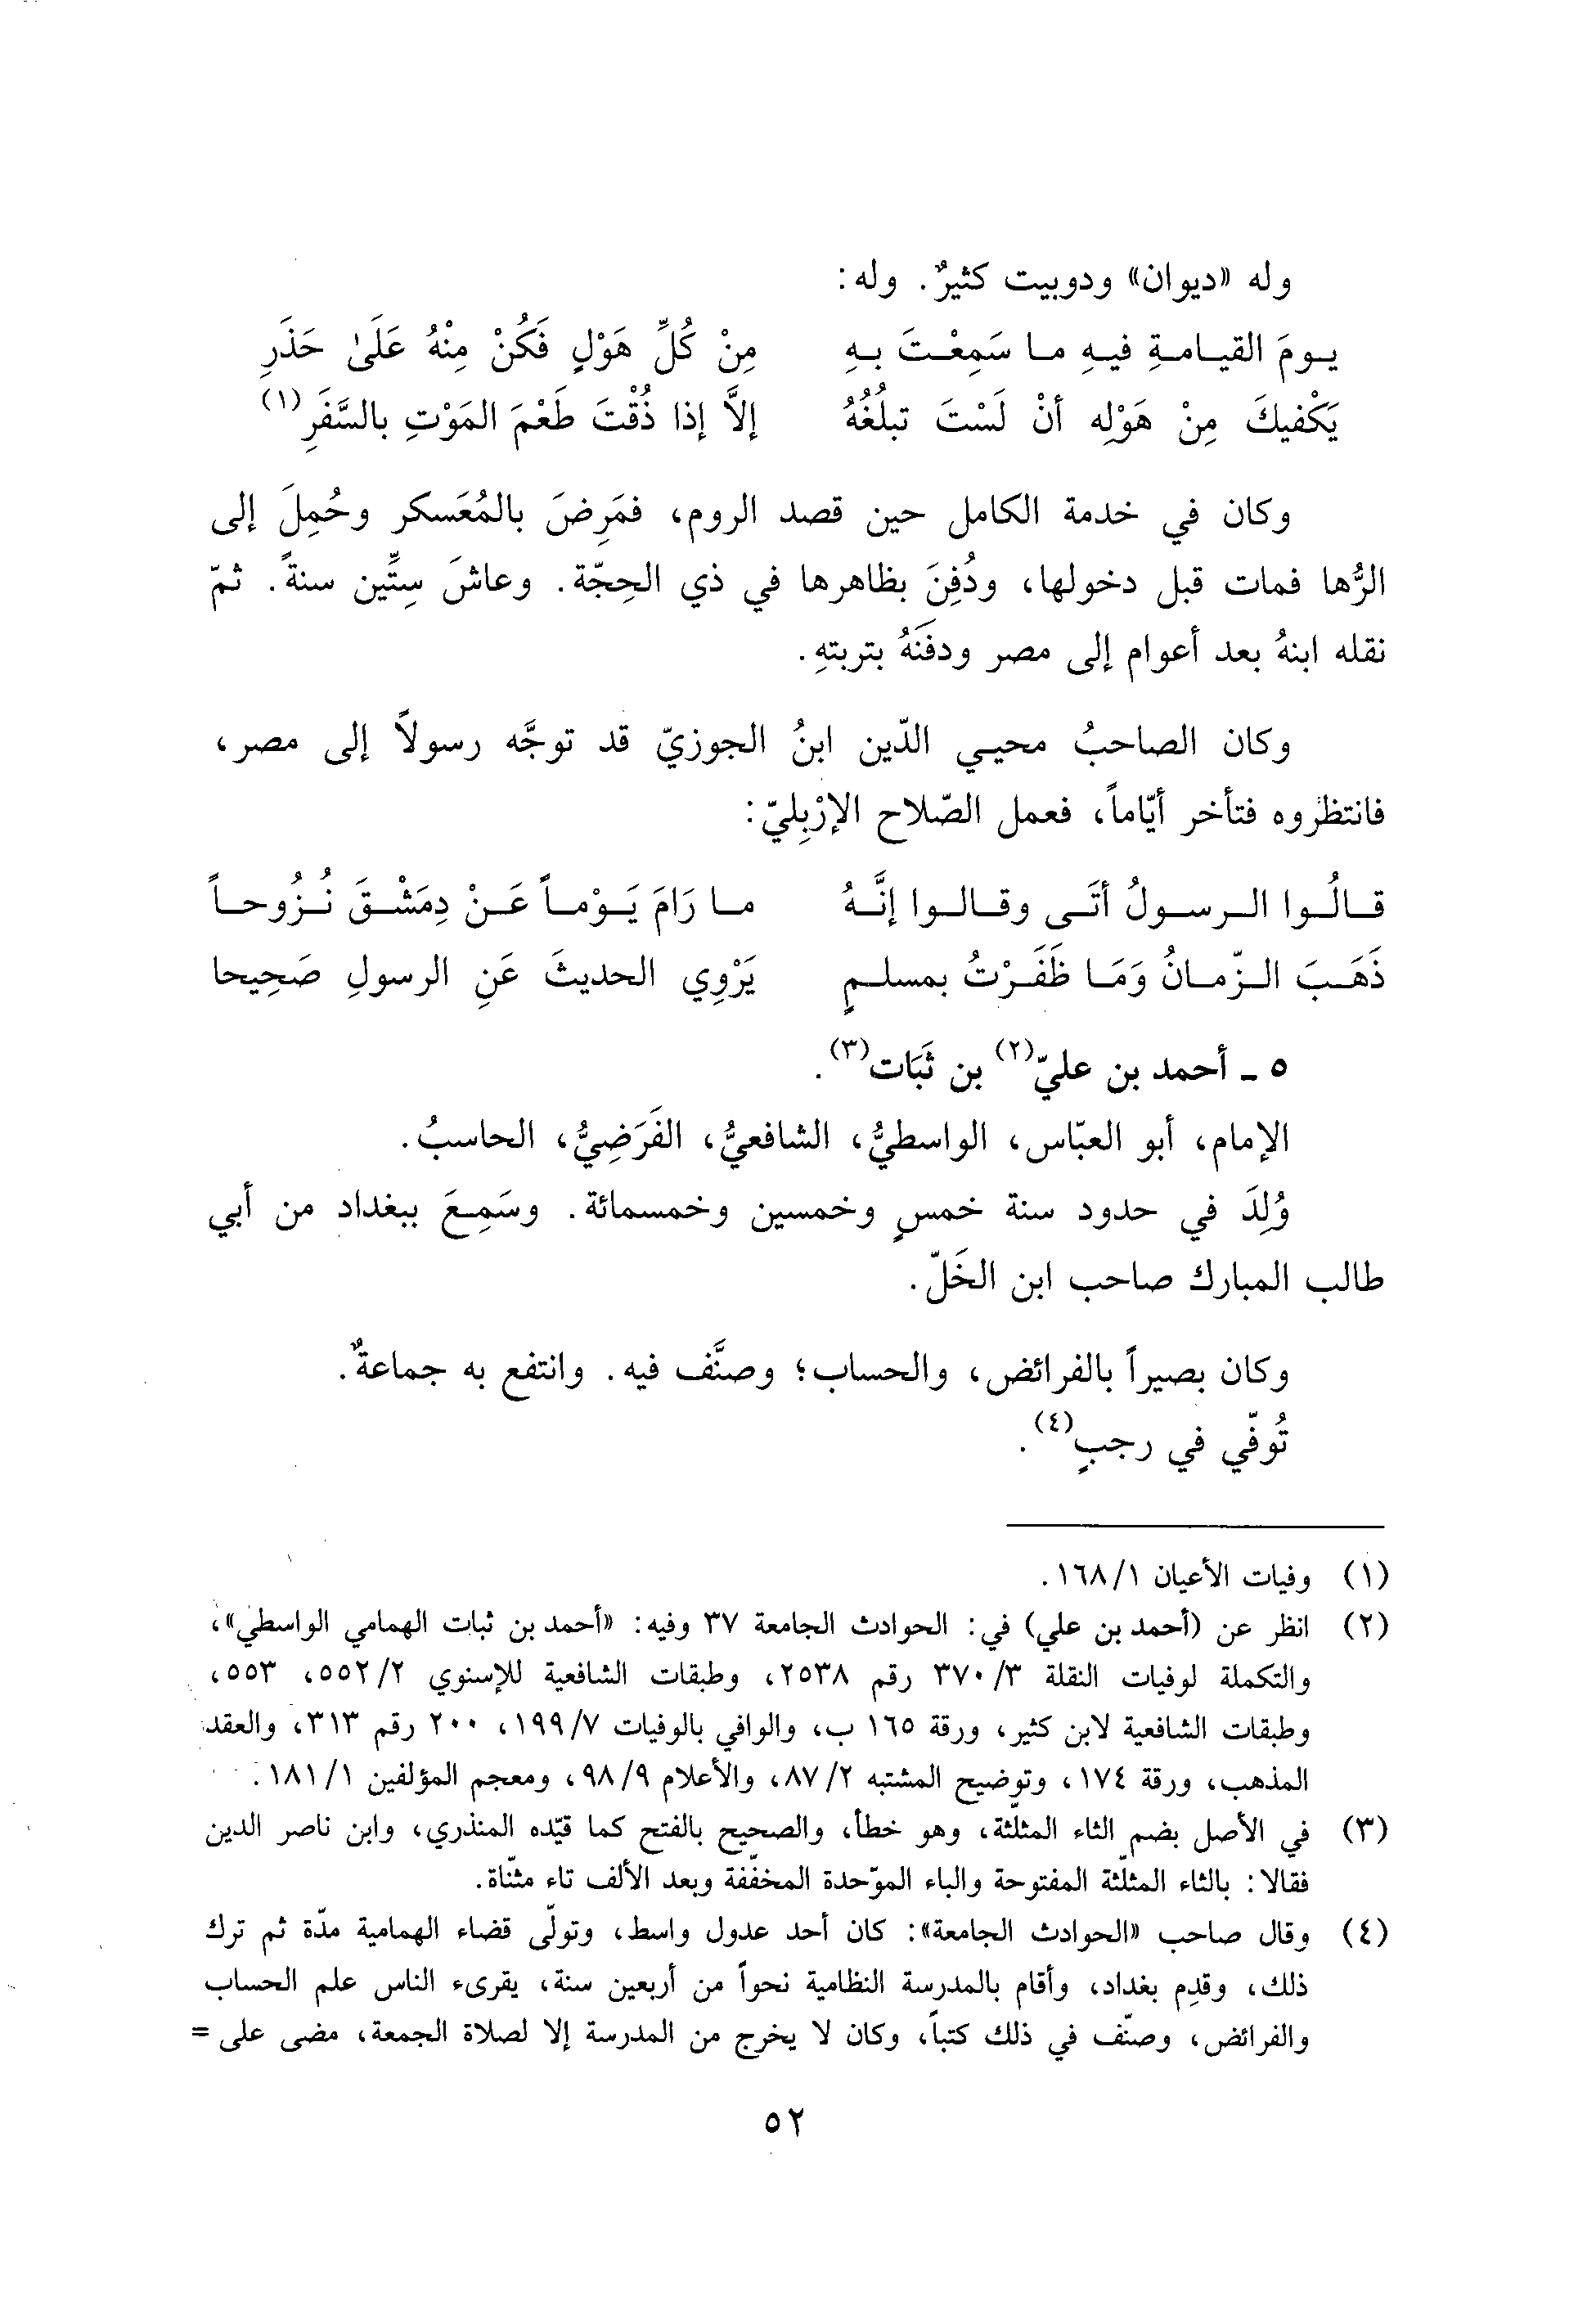 وله «ديوان» ودوبيت كثيرٌ. وله:
يـومَ القيـامـةِ فيـهِ مـا سَمِعْـتَ بـهِ مِنْ كُلِّ هَوْلٍ فَكُنْ مِنْهُ عَلَىٰ حَذَرِ
يَكْفيكَ مِنْ هَوْلِه أنْ لَسْتَ تبلُغُهُ إلاَّ إذا ذُقْتَ طَعْمَ المَوْتِ بالسَّفَرِ(١)
وكان في خدمة الكامل حين قصد الروم، فمَرِضَ بالمُعَسكر وحُمِلَ إلى
الرُّها فمات قبل دخولها، ودُفِنَ بظاهرها في ذي الحِجّة. وعاشَ سِتِّين سنةً. ثمّ
نقله ابنهُ بعد أعوام إلى مصر ودفَنَهُ بتربتهِ.
وكان الصاحبُ محيـي الدّين ابنُ الجوزيّ قد توجَّه رسولاً إلى مصر،
فانتظروه فتأخر أيّاماً، فعمل الصّلاح الإرْبِليّ:
قـالُـوا الـرسـولُ أتَـى وقـالـوا إنَّـهُ مـا رَامَ يَـوْمـاً عَـنْ دِمَشْـقَ نُـزُوحـاً
ذَهَـبَ الـزّمـانُ وَمَـا ظَفَـرْتُ بمسلـمٍ يَرْوِي الحديثَ عَنِ الرسولِ صَحِيحا
٥ ـ أحمد بن عليّ(٢) بن ثَبَات(٣).
الإمام، أبو العبّاس، الواسطيُّ، الشافعيُّ، الفَرَضِيُّ، الحاسبُ.
وُلِدَ في حدود سنة خمسٍ وخمسين وخمسمائة. وسَمِـعَ ببغداد من أبي
طالب المبارك صاحب ابن الخَلّ.
وكان بصيراً بالفرائض، والحساب؛ وصنَّف فيه. وانتفع به جماعةٌ.
تُوفّي في رجبٍ(٤).
(١) وفيات الأعيان ١٦٨/١.
(٢) انظر عن (أحمد بن علي) في: الحوادث الجامعة ٣٧ وفيه: «أحمد بن ثبات الهمامي الواسطي»،
والتكملة لوفيات النقلة ٣٧٠/٣ رقم ٢٥٣٨، وطبقات الشافعية للإسنوي ٥٥٢/٢، ٥٥٣،
وطبقات الشافعية لابن كثير، ورقة ١٦٥ ب، والوافي بالوفيات ١٩٩/٧، ٢٠٠ رقم ٣١٣، والعقد
المذهب، ورقة ١٧٤، وتوضيح المشتبه ٨٧/٢، والأعلام ٩٨/٩، ومعجم المؤلفين ١٨١/١.
(٣) في الأصل بضم الثاء المثلّثة، وهو خطأ، والصحيح بالفتح كما قيّده المنذري، وابن ناصر الدين
فقالا: بالثاء المثلّثة المفتوحة والباء الموّحدة المخفّفة وبعد الألف تاء مثنّاة.
(٤) وقال صاحب «الحوادث الجامعة»: كان أحد عدول واسط، وتولّى قضاء الهمامية مدّة ثم ترك
ذلك، وقدِم بغداد، وأقام بالمدرسة النظامية نحواً من أربعين سنة، يقرىء الناس علم الحساب
والفرائض، وصنّف في ذلك كتباً، وكان لا يخرج من المدرسة إلا لصلاة الجمعة، مضى على =
٥٢